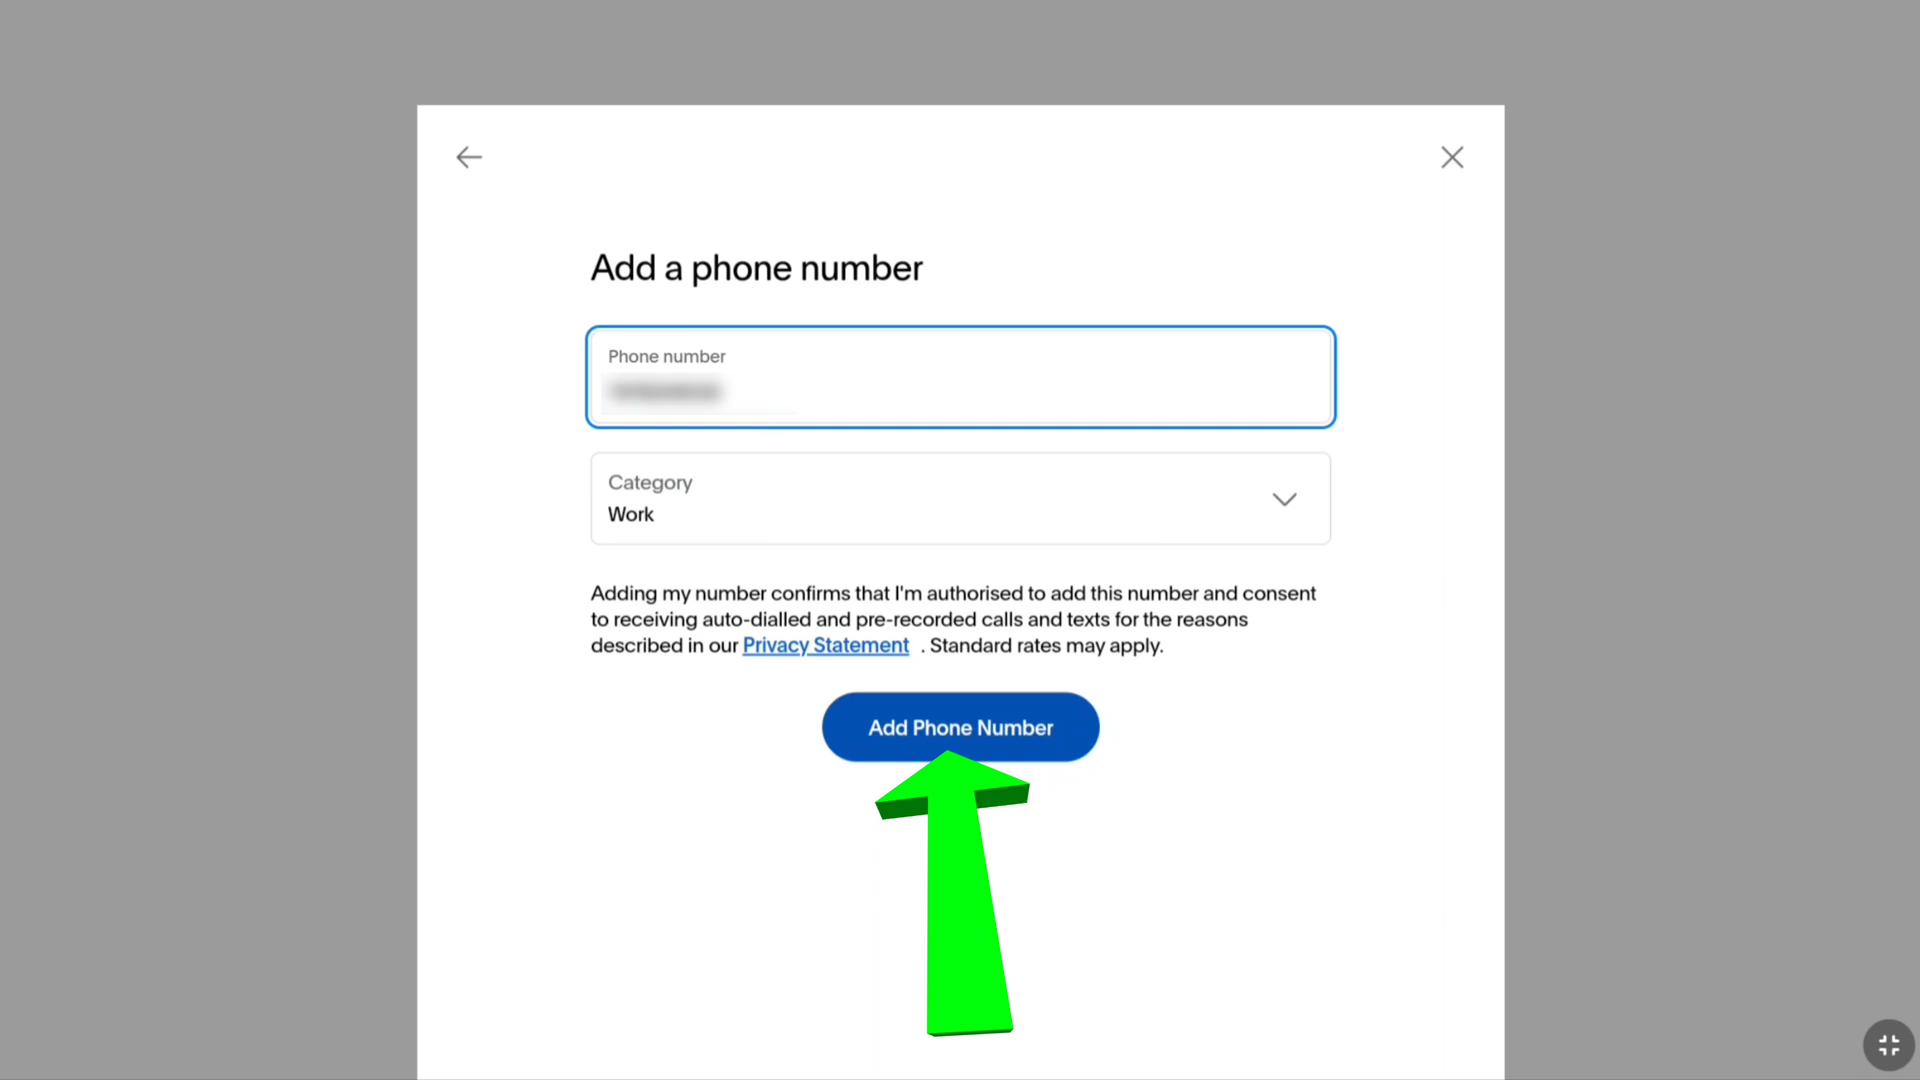 Add a phone number
Phone number
Category
Work
Adding my number confirms that I'm authorised to add this number and consent
to receiving auto-dialled and pre-recorded calls and texts for the reasons
described in our Privacy Statement . Standard rates may apply.
Add Phone Number